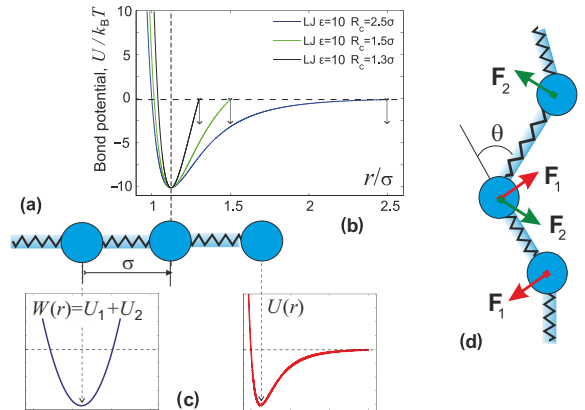 (a)
Bond potential, U / k_BT
LJ ε=10 R_c=2.5σ
LJ ε=10 R_c=1.5σ
LJ ε=10 R_c=1.3σ
5
0
−5
−10
1
1.5
2
2.5
r/σ
(b)
σ
W(r)=U_1+U_2
U(r)
(c)
F_2
θ
F_1
F_2
F_1
(d)